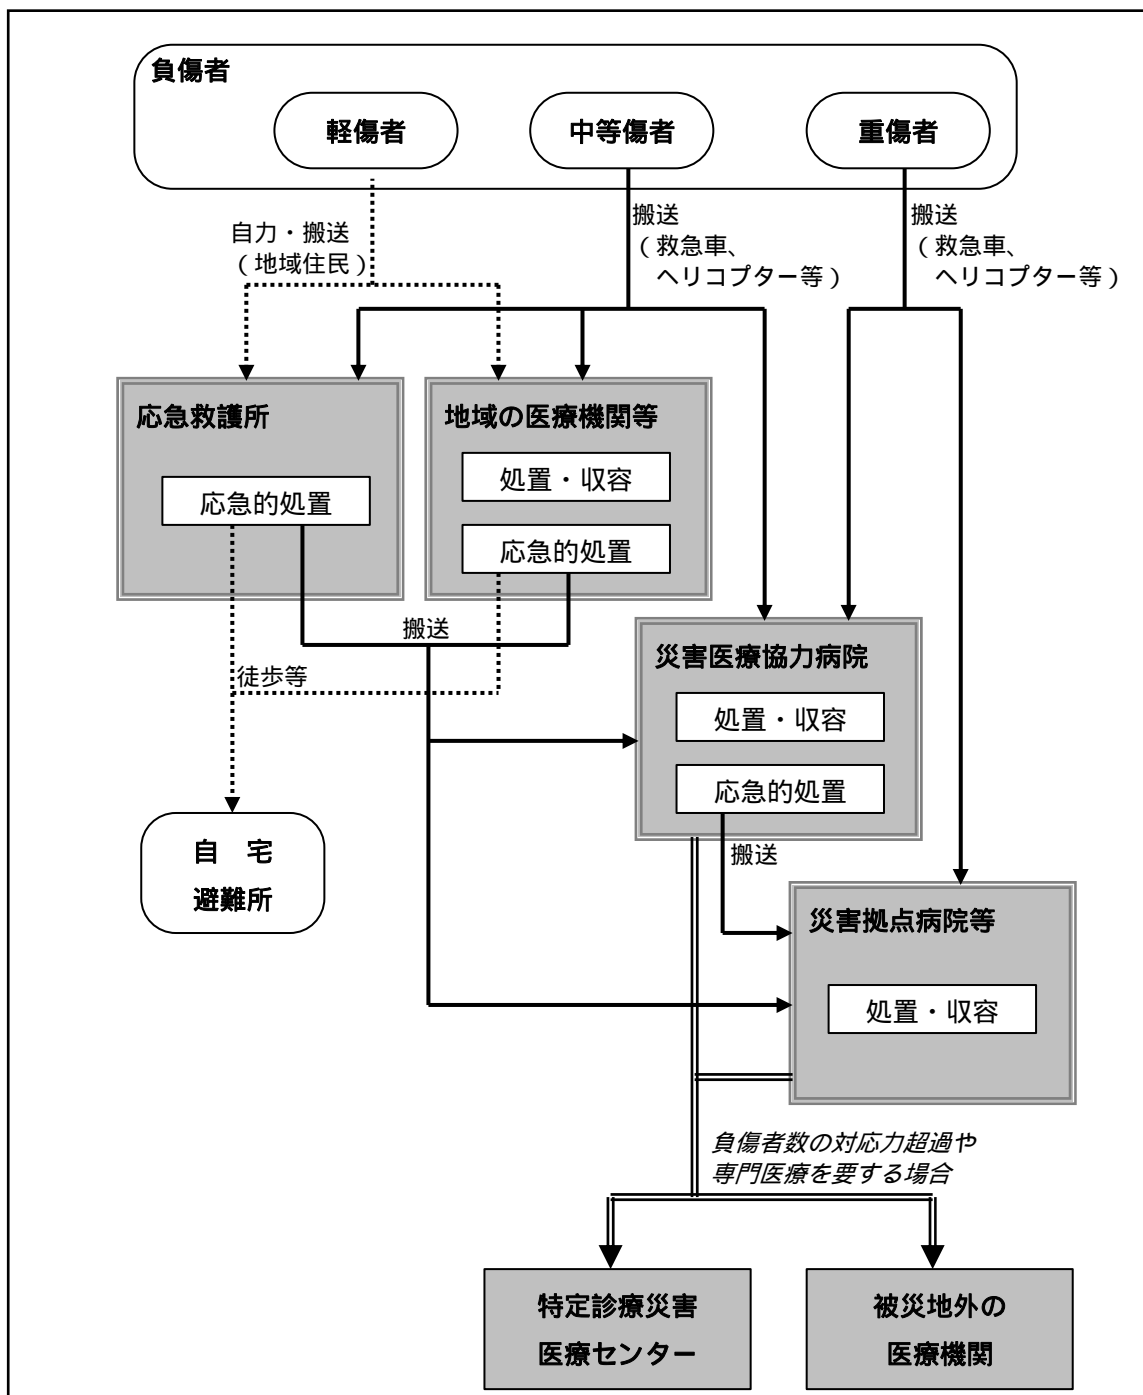 負傷者
軽傷者
中等傷者
重傷者
自力・搬送
（地域住民）
搬送
（救急車、
ヘリコプター等）
搬送
（救急車、
ヘリコプター等）
応急救護所
応急的処置
地域の医療機関等
処置・収容
応急的処置
搬送
徒歩等
災害医療協力病院
処置・収容
応急的処置
搬送
自　宅
避難所
災害拠点病院等
処置・収容
負傷者数の対応力超過や
専門医療を要する場合
特定診療災害
医療センター
被災地外の
医療機関